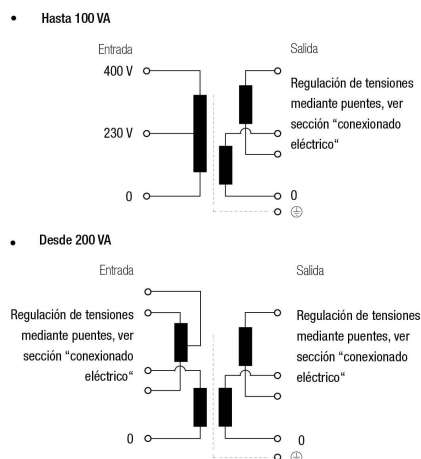 • Hasta 100 VA
Entrada
Salida
400 V
230 V
0
Regulación de tensiones
mediante puentes, ver
sección “conexionado
eléctrico“
0
• Desde 200 VA
Entrada
Salida
Regulación de tensiones
mediante puentes, ver
sección “conexionado
eléctrico“
0
Regulación de tensiones
mediante puentes, ver
sección “conexionado
eléctrico“
0